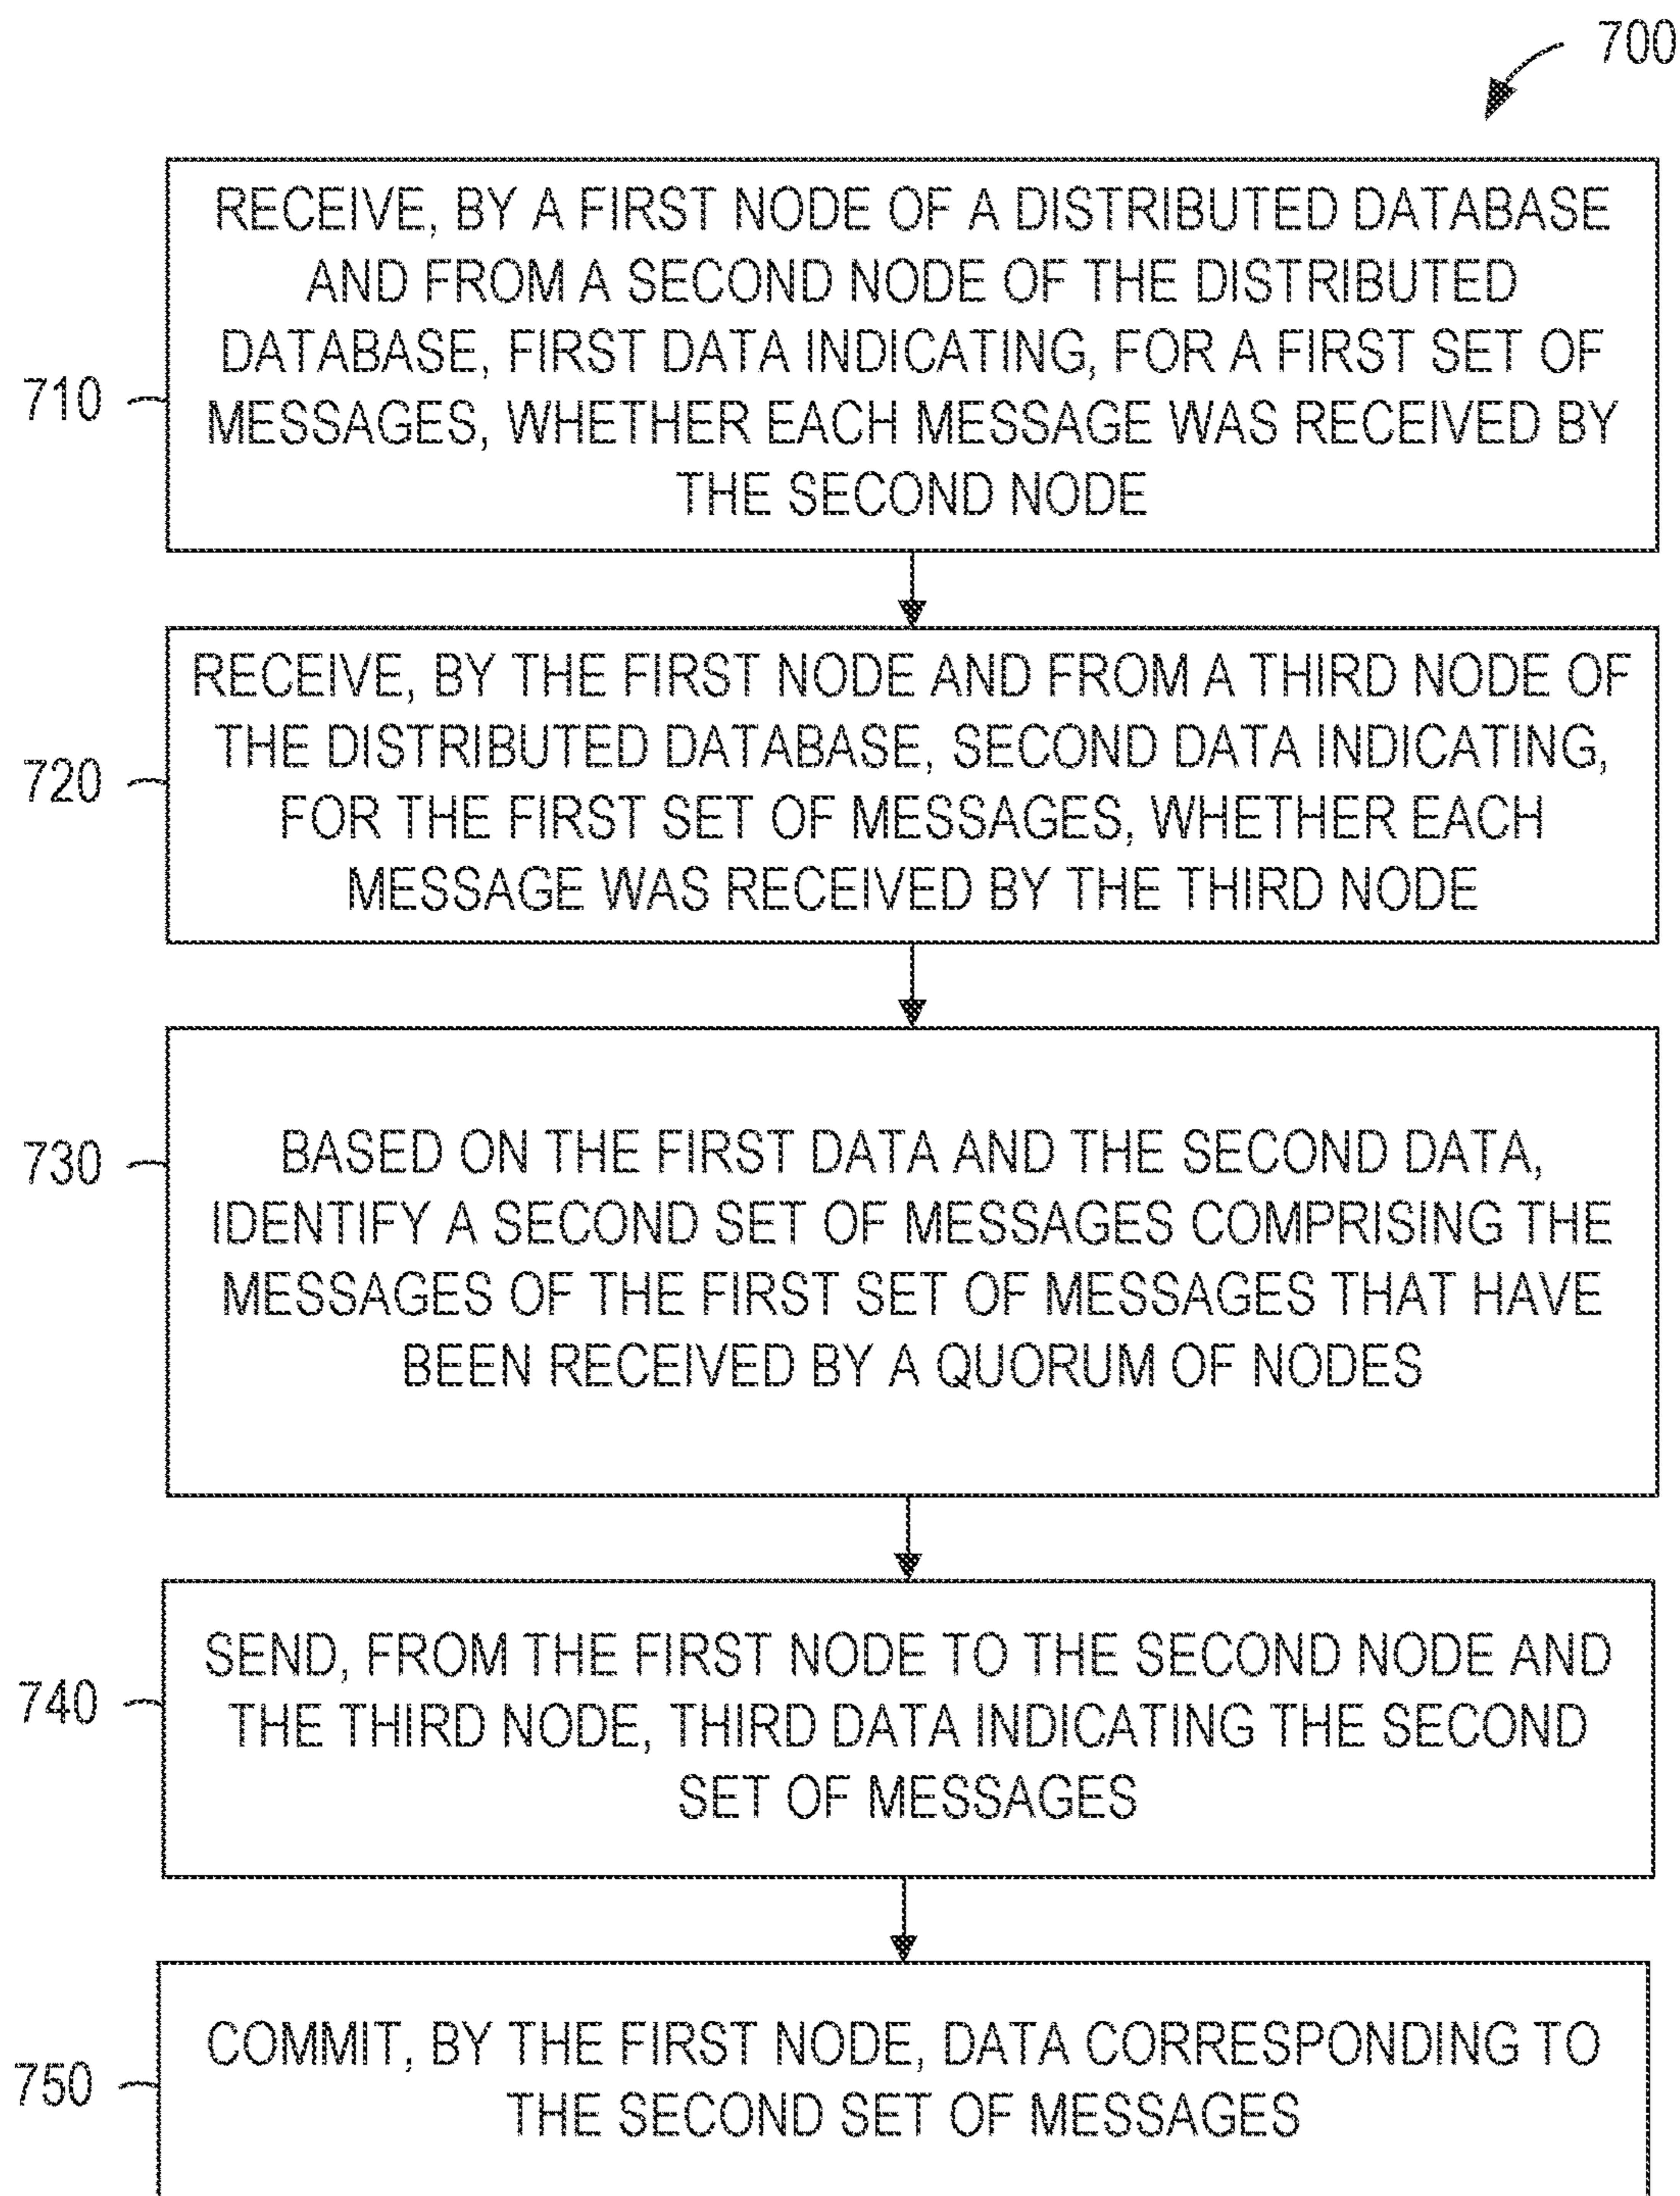 700
RECEIVE, BY A FIRST NODE OF A DISTRIBUTED DATABASE
AND FROM A SECOND NODE OF THE DISTRIBUTED
DATABASE, FIRST DATA INDICATING, FOR A FIRST SET OF
MESSAGES, WHETHER EACH MESSAGE WAS RECEIVED BY
THE SECOND NODE
710
RECEIVE, BY THE FIRST NODE AND FROM A THIRD NODE OF
THE DISTRIBUTED DATABASE, SECOND DATA INDICATING,
FOR THE FIRST SET OF MESSAGES, WHETHER EACH
MESSAGE WAS RECEIVED BY THE THIRD NODE
720
BASED ON THE FIRST DATA AND THE SECOND DATA,
IDENTIFY A SECOND SET OF MESSAGES COMPRISING THE
MESSAGES OF THE FIRST SET OF MESSAGES THAT HAVE
BEEN RECEIVED BY A QUORUM OF NODES
730
SEND, FROM THE FIRST NODE TO THE SECOND NODE AND
THE THIRD NODE, THIRD DATA INDICATING THE SECOND
SET OF MESSAGES
740
COMMIT, BY THE FIRST NODE, DATA CORRESPONDING TO
THE SECOND SET OF MESSAGES
750